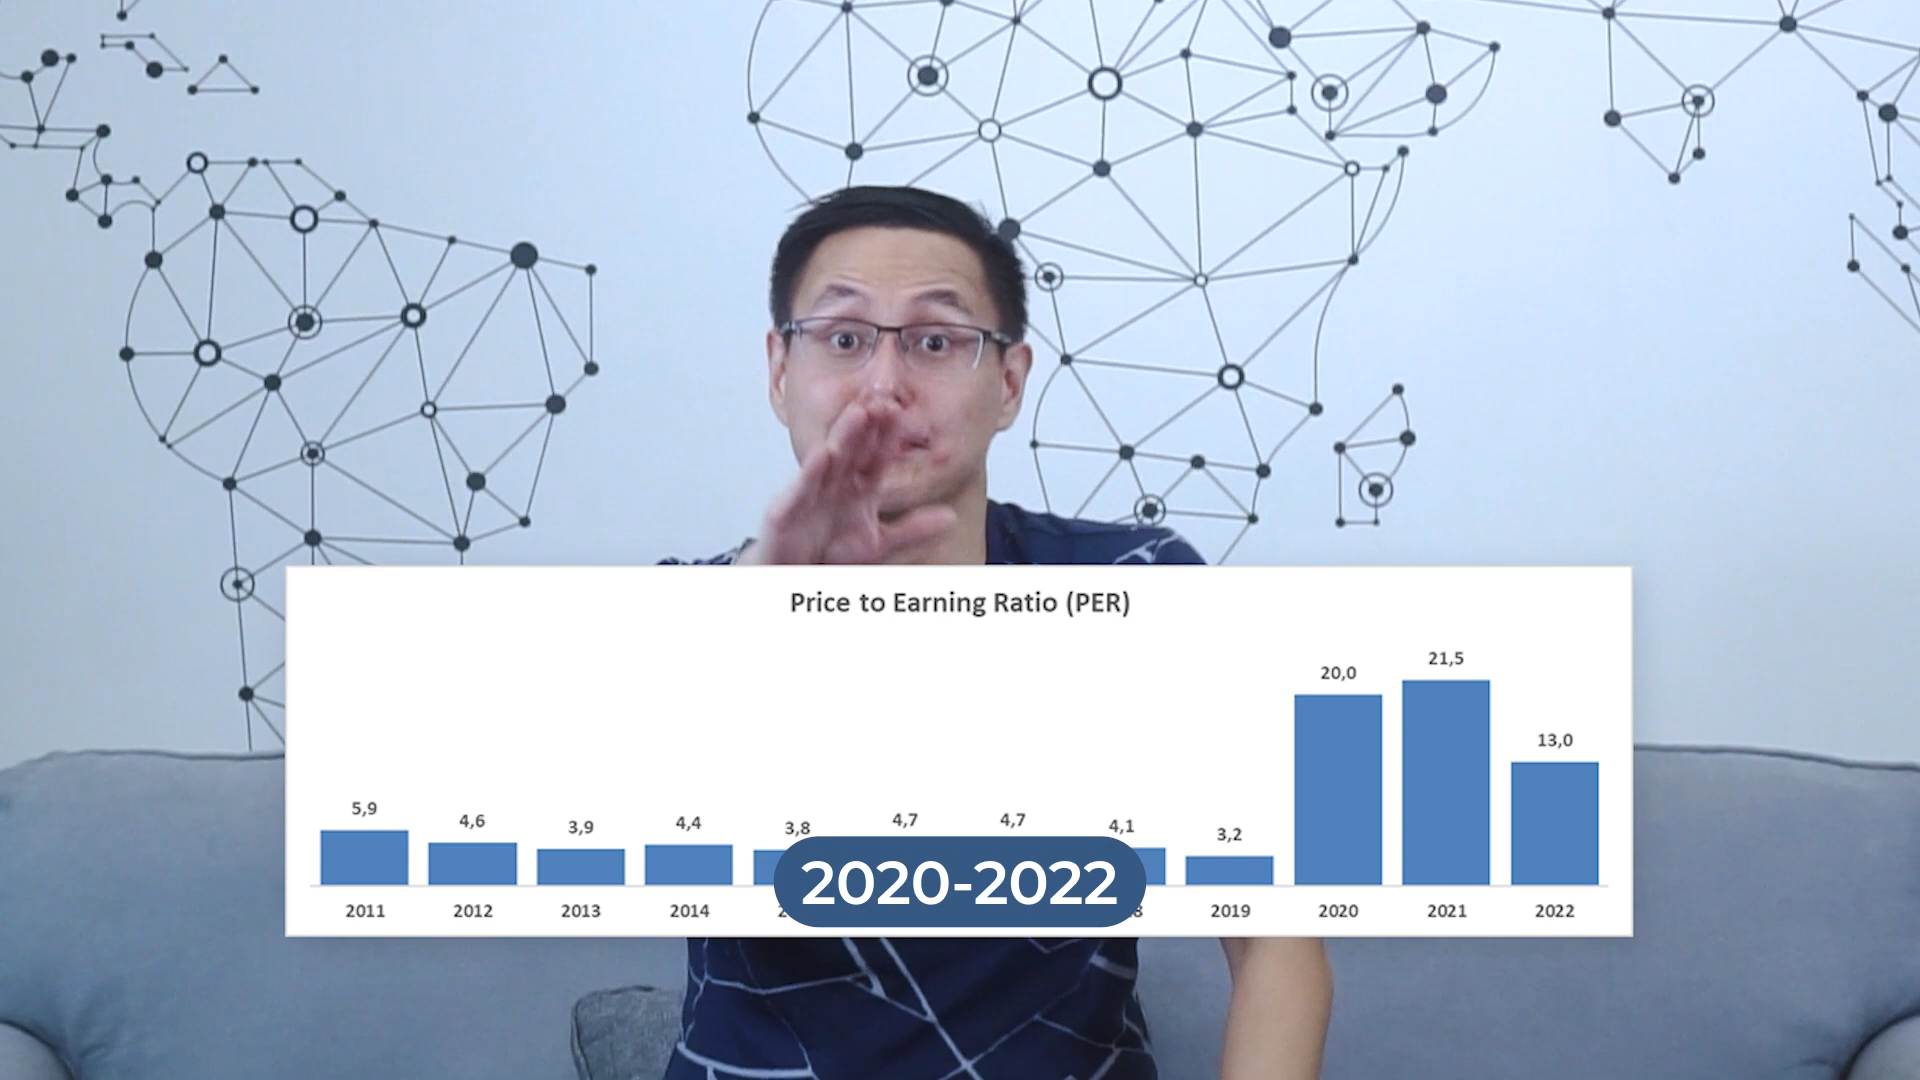 Price to Earning Ratio (PER)
5,9 4,6 3,9 4,4 3,8 4,7 4,7 4,1 3,2 20,0 21,5 13,0
2020-2022
2011 2012 2013 2014 2019 2020 2021 2022